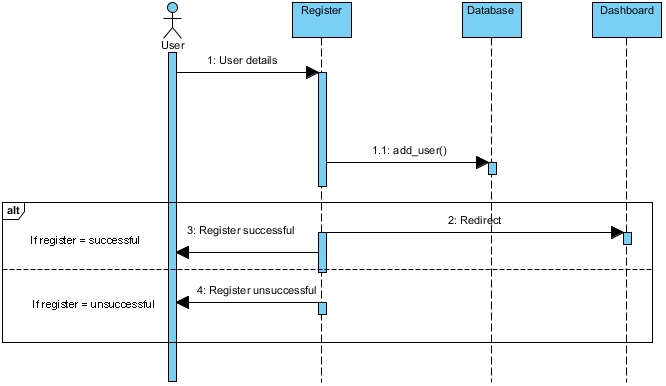 Register
Database
Dashboard
User
1: User details
1.1: add_user()
alt
2: Redirect
3: Register successful
If register = successful
4: Register unsuccessful
If register = unsuccessful